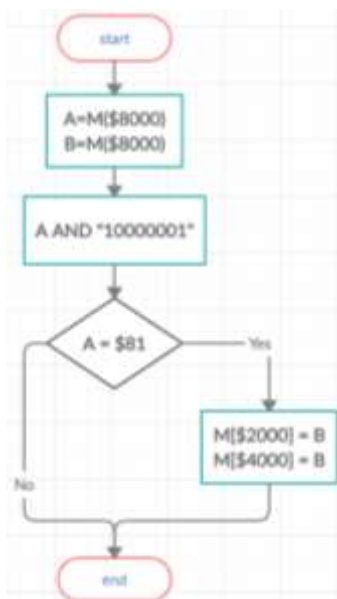 start
A=M($8000)
B=M($8000)
A AND "10000001"
A = $81
Yes
M[$2000] = B
M[$4000] = B
No
end